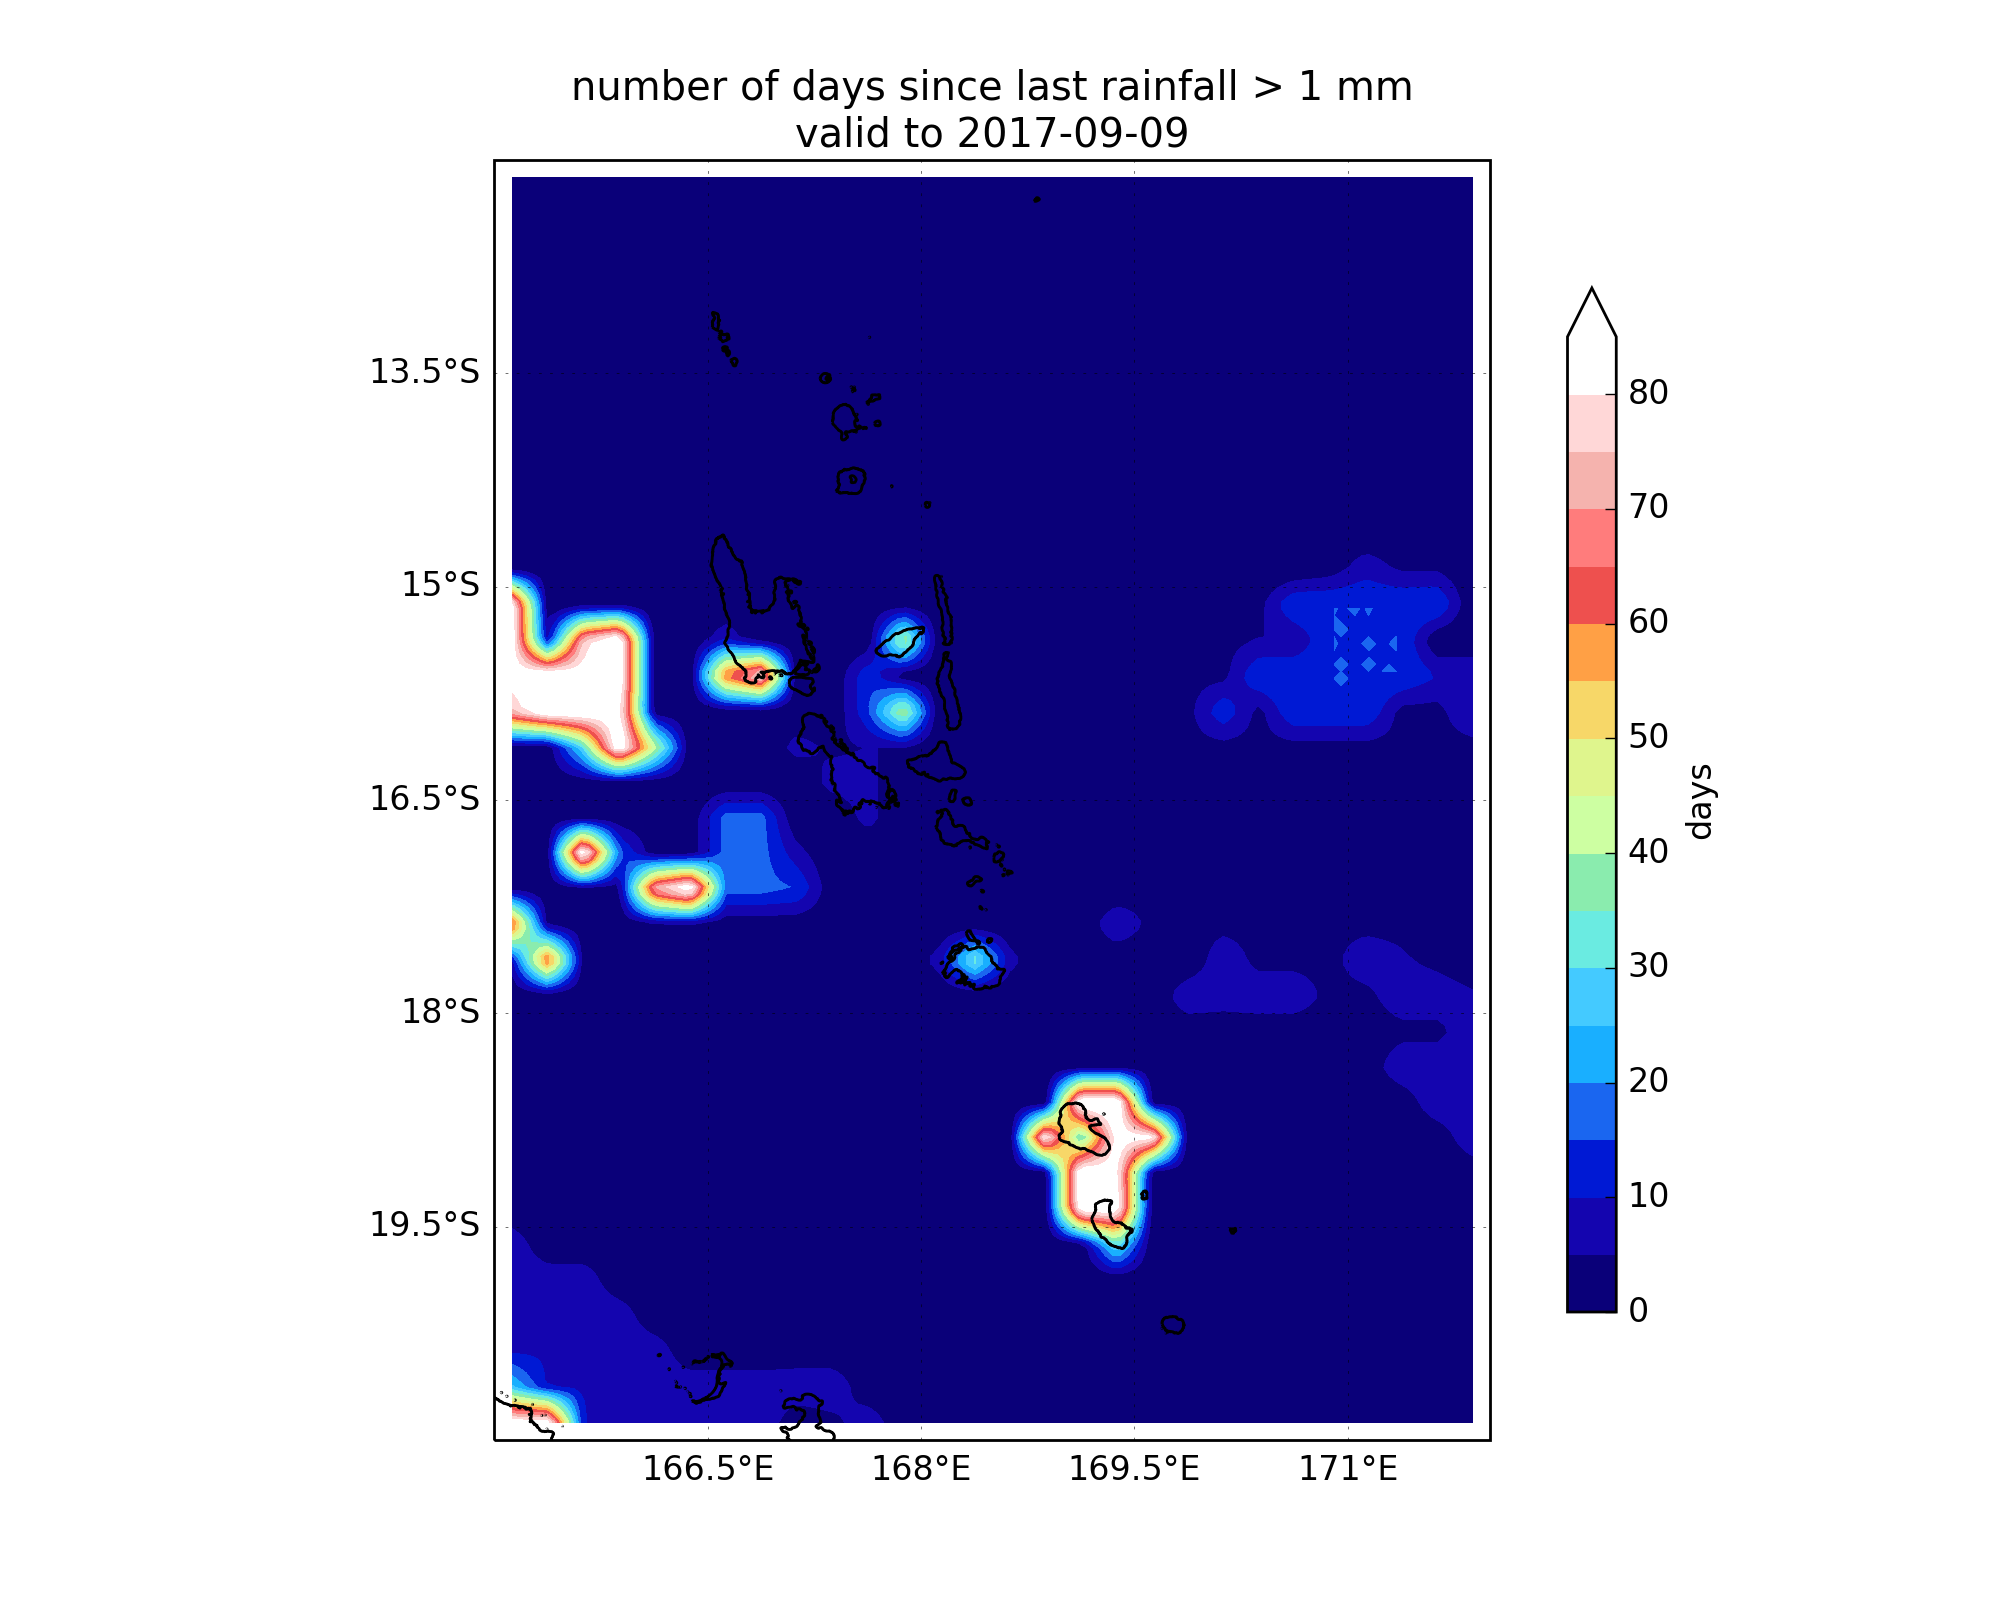 number of days since last rainfall > 1 mm
valid to 2017-09-09
13.5°S
15°S
16.5°S
18°S
19.5°S
166.5°E
168°E
169.5°E
171°E
80
70
60
50
40
30
20
10
0
days